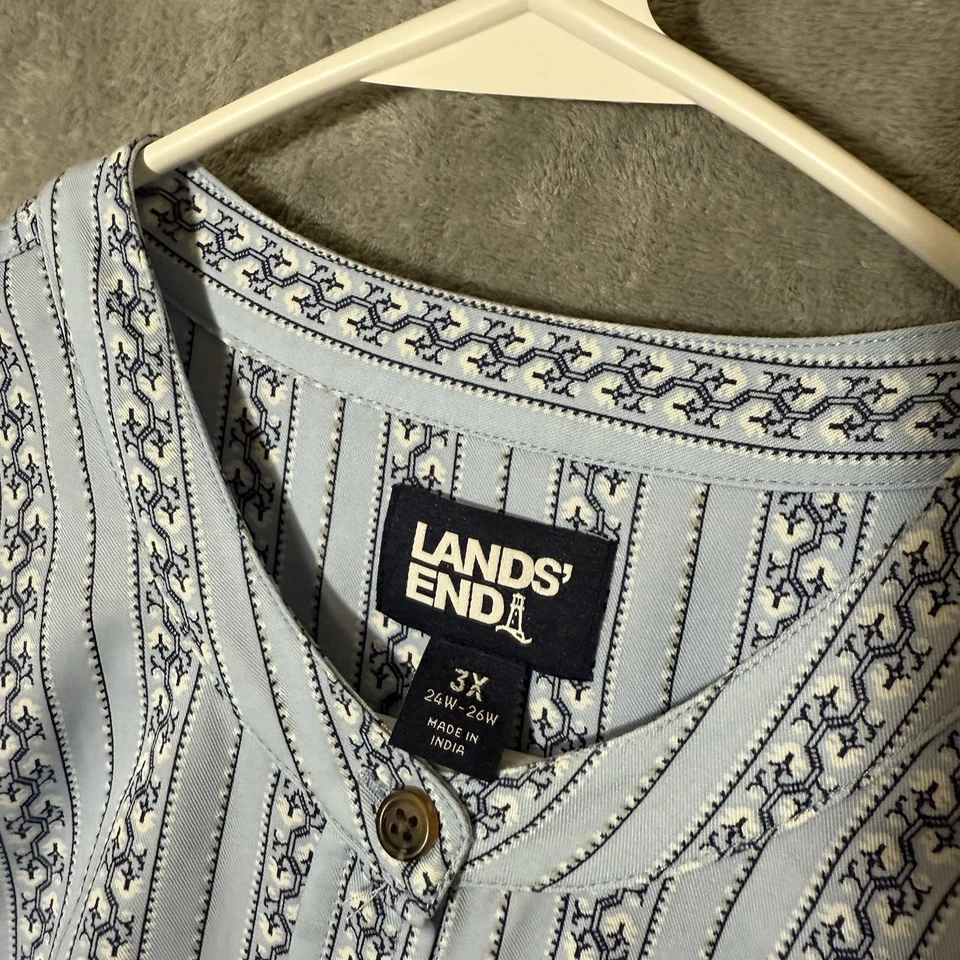 LANDS'
END
3X
24W-26W
MADE IN
INDIA